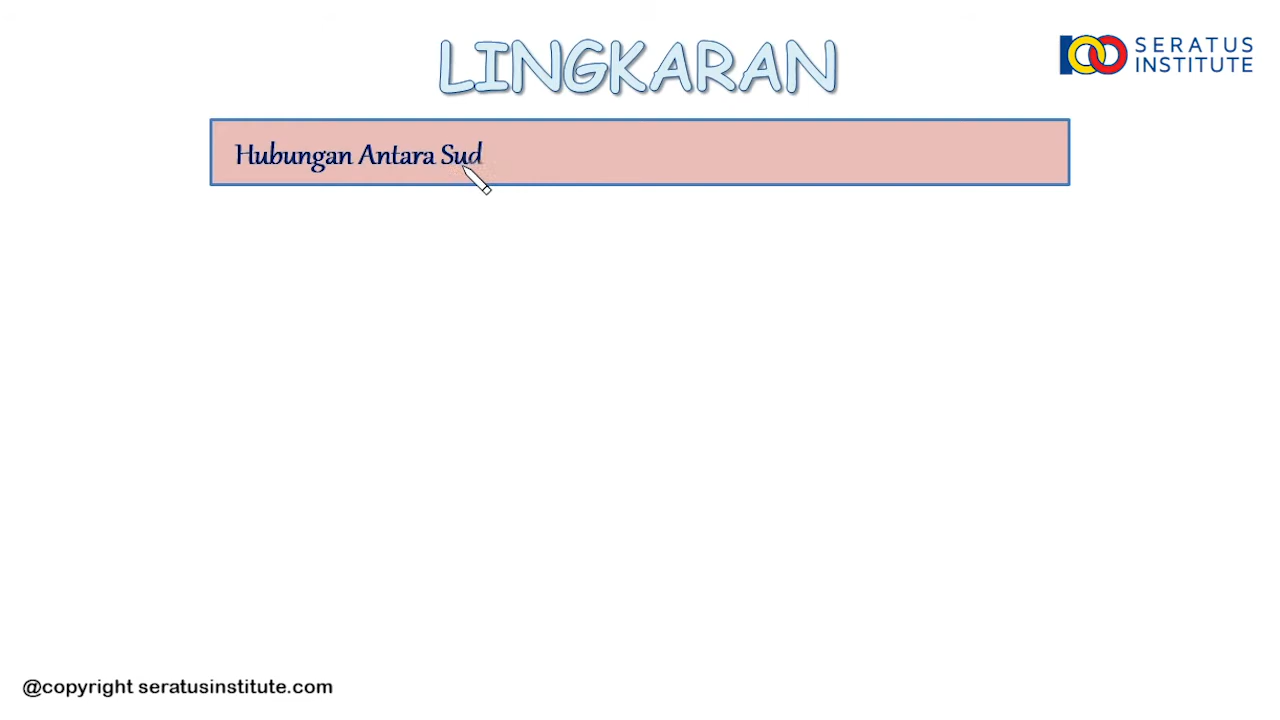 LINGKARAN
SERATUS
INSTITUTE
Hubungan Antara Sud
@copyright seratusinstitute.com